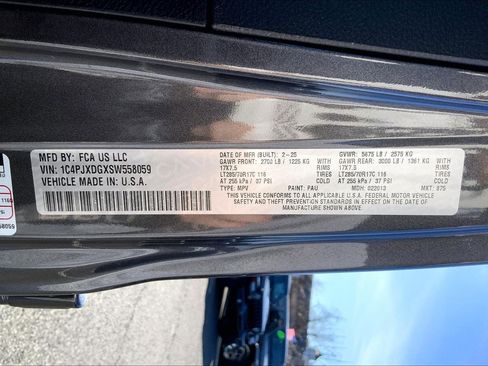 MFD BY: FCA US LLC
VIN: 1C4PJXDGXSW558059
VEHICLE MADE IN U.S.A.
DATE OF MFR (BUILT): 2-25 GVWR: 5675 LB / 2575 KG
GAWR FRONT: 2700 LB / 1225 KG WITH GAWR REAR: 3000 LB / 1361 KG WITH
17X7.5 RIMS 17X7.5 RIMS
LT285/70R17C 116 TIRES LT285/70R17C 116 TIRES
AT 255 kPa / 37 PSI COLD AT 255 kPa / 37 PSI COLD
TYPE: MPV PAINT: PAU MDH: 022013 MKT: 875
THIS VEHICLE CONFORMS TO ALL APPLICABLE U.S.A. FEDERAL MOTOR VEHICLE
SAFETY AND THEFT PREVENTION STANDARDS IN EFFECT ON THE DATE OF
MANUFACTURE SHOWN ABOVE.
58059